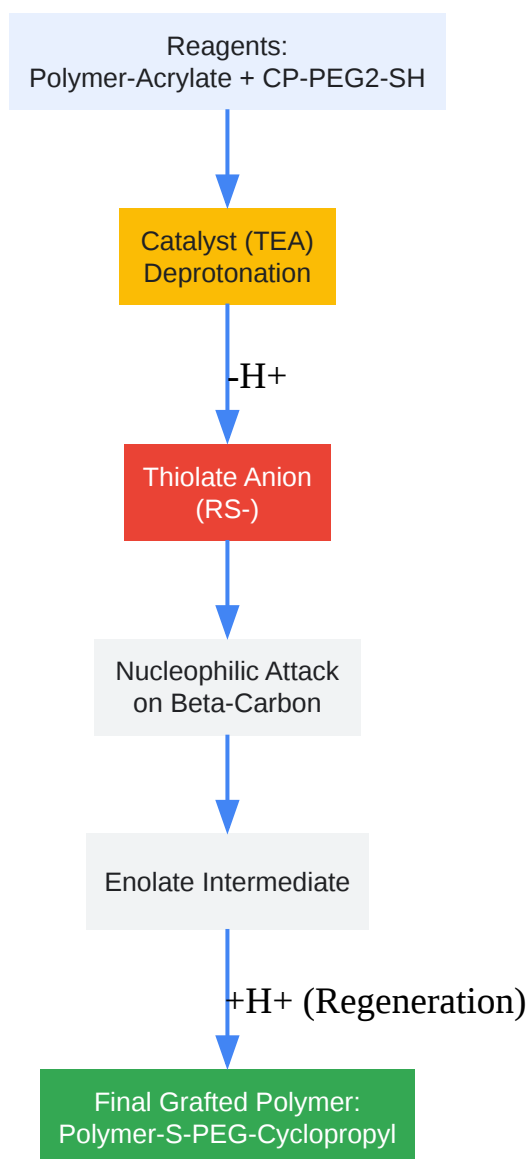 Reagents:
Polymer-Acrylate + CP-PEG2-SH
Catalyst (TEA)
Deprotonation
-H+
Thiolate Anion
(RS-)
Nucleophilic Attack
on Beta-Carbon
Enolate Intermediate
+H+ (Regeneration)
Final Grafted Polymer:
Polymer-S-PEG-Cyclopropyl